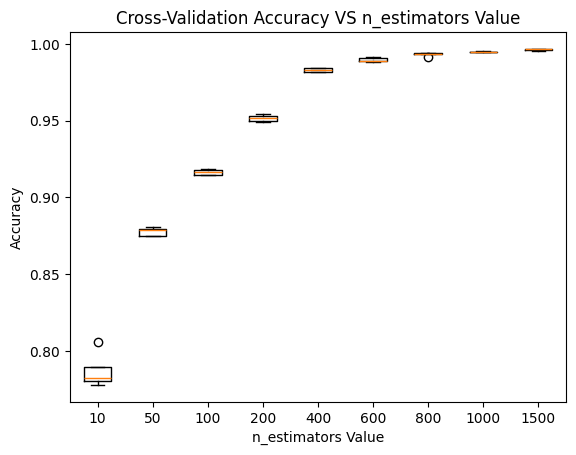 Cross-Validation Accuracy VS n_estimators Value
1.00
0.95
0.90
0.85
0.80
Accuracy
10 50 100 200 400 600 800 1000 1500
n_estimators Value